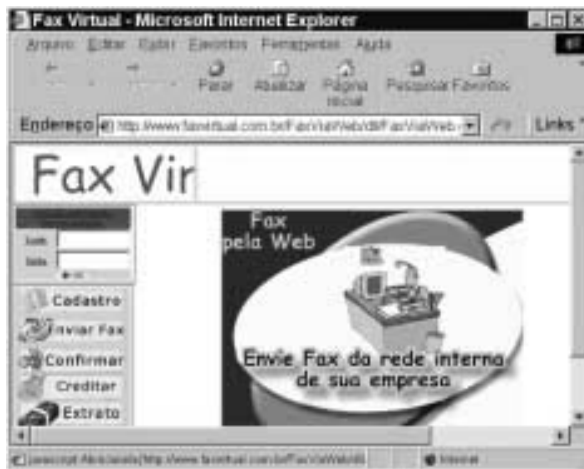 Fax Virtual - Microsoft Internet Explorer
Arquivo Editar Exibir Favoritos Ferramentas Ajuda
Parar Atualizar Página inicial Pesquisar Favoritos
Endereço Links
Fax Vir
Fax
pela Web
Cadastro
Enviar Fax
Confirmar
Creditar
Extrato
Envie Fax da rede interna
de sua empresa
Internet